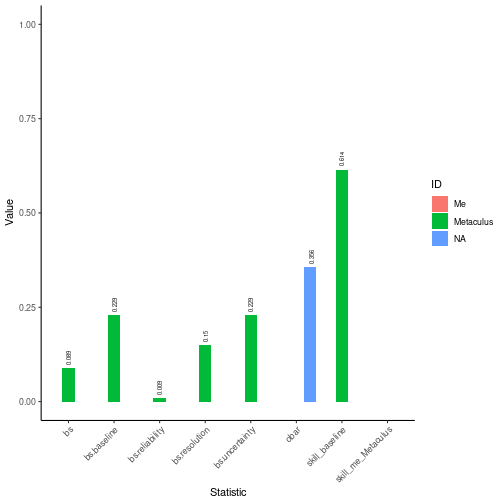 1.00
0.75
0.50
0.25
0.00
Value
0.089
0.229
0.009
0.15
0.229
0.356
0.614
bs
bs.baseline
bs.reliability
bs.resolution
bs.uncertainty
obar
skill_baseline
skill_me_Metaculus
Statistic
ID
Me
Metaculus
NA